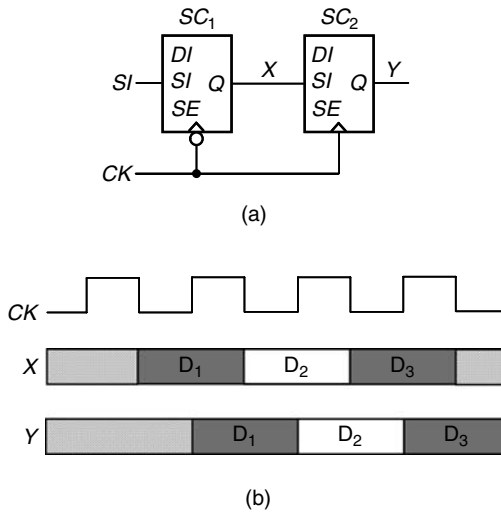 SC₁ SC₂
DI DI
SI SI Q X SI Q Y
SE SE
CK
(a)
CK
X D₁ D₂ D₃
Y D₁ D₂ D₃
(b)